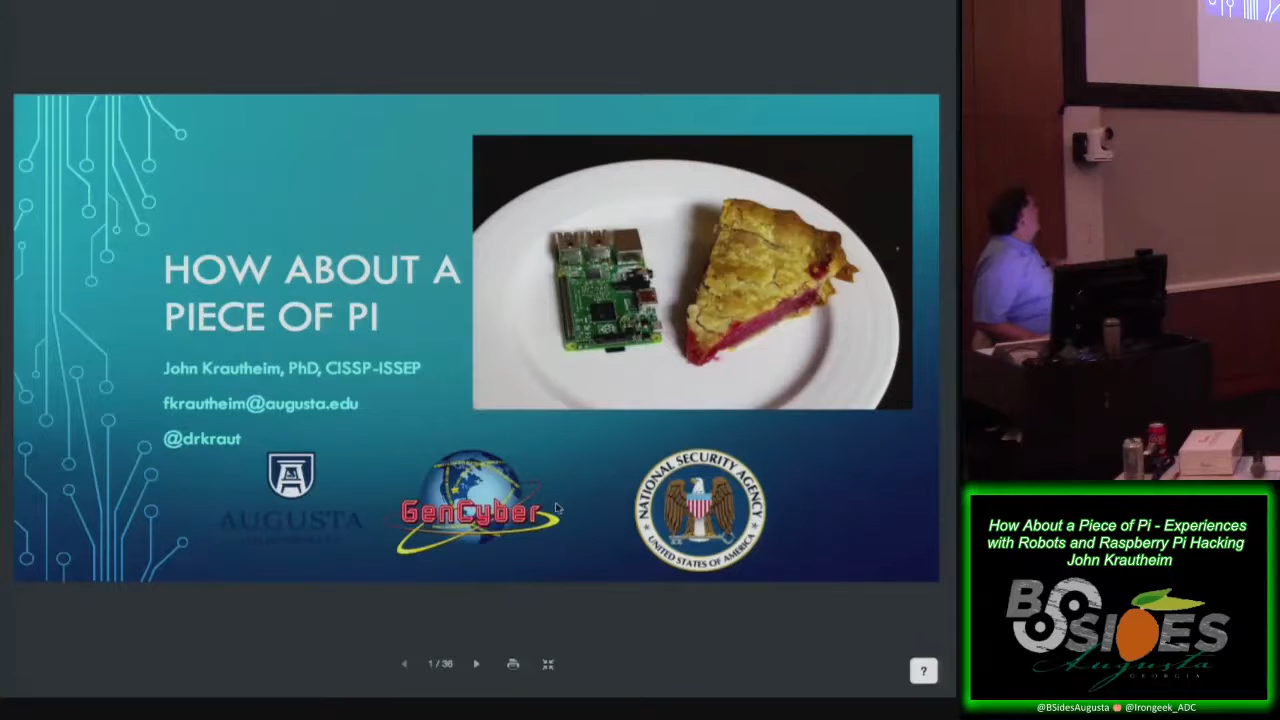 HOW ABOUT A
PIECE OF PI
John Krautheim, PhD, CISSP-ISSEP
fkrautheim@augusta.edu
@drkraut
AUGUSTA
GenCyber
NATIONAL SECURITY AGENCY
UNITED STATES OF AMERICA
1 / 36
?
How About a Piece of Pi - Experiences
with Robots and Raspberry Pi Hacking
John Krautheim
BSIDES
Augusta
GEORGIA
@BSidesAugusta @Irongeek_ADC